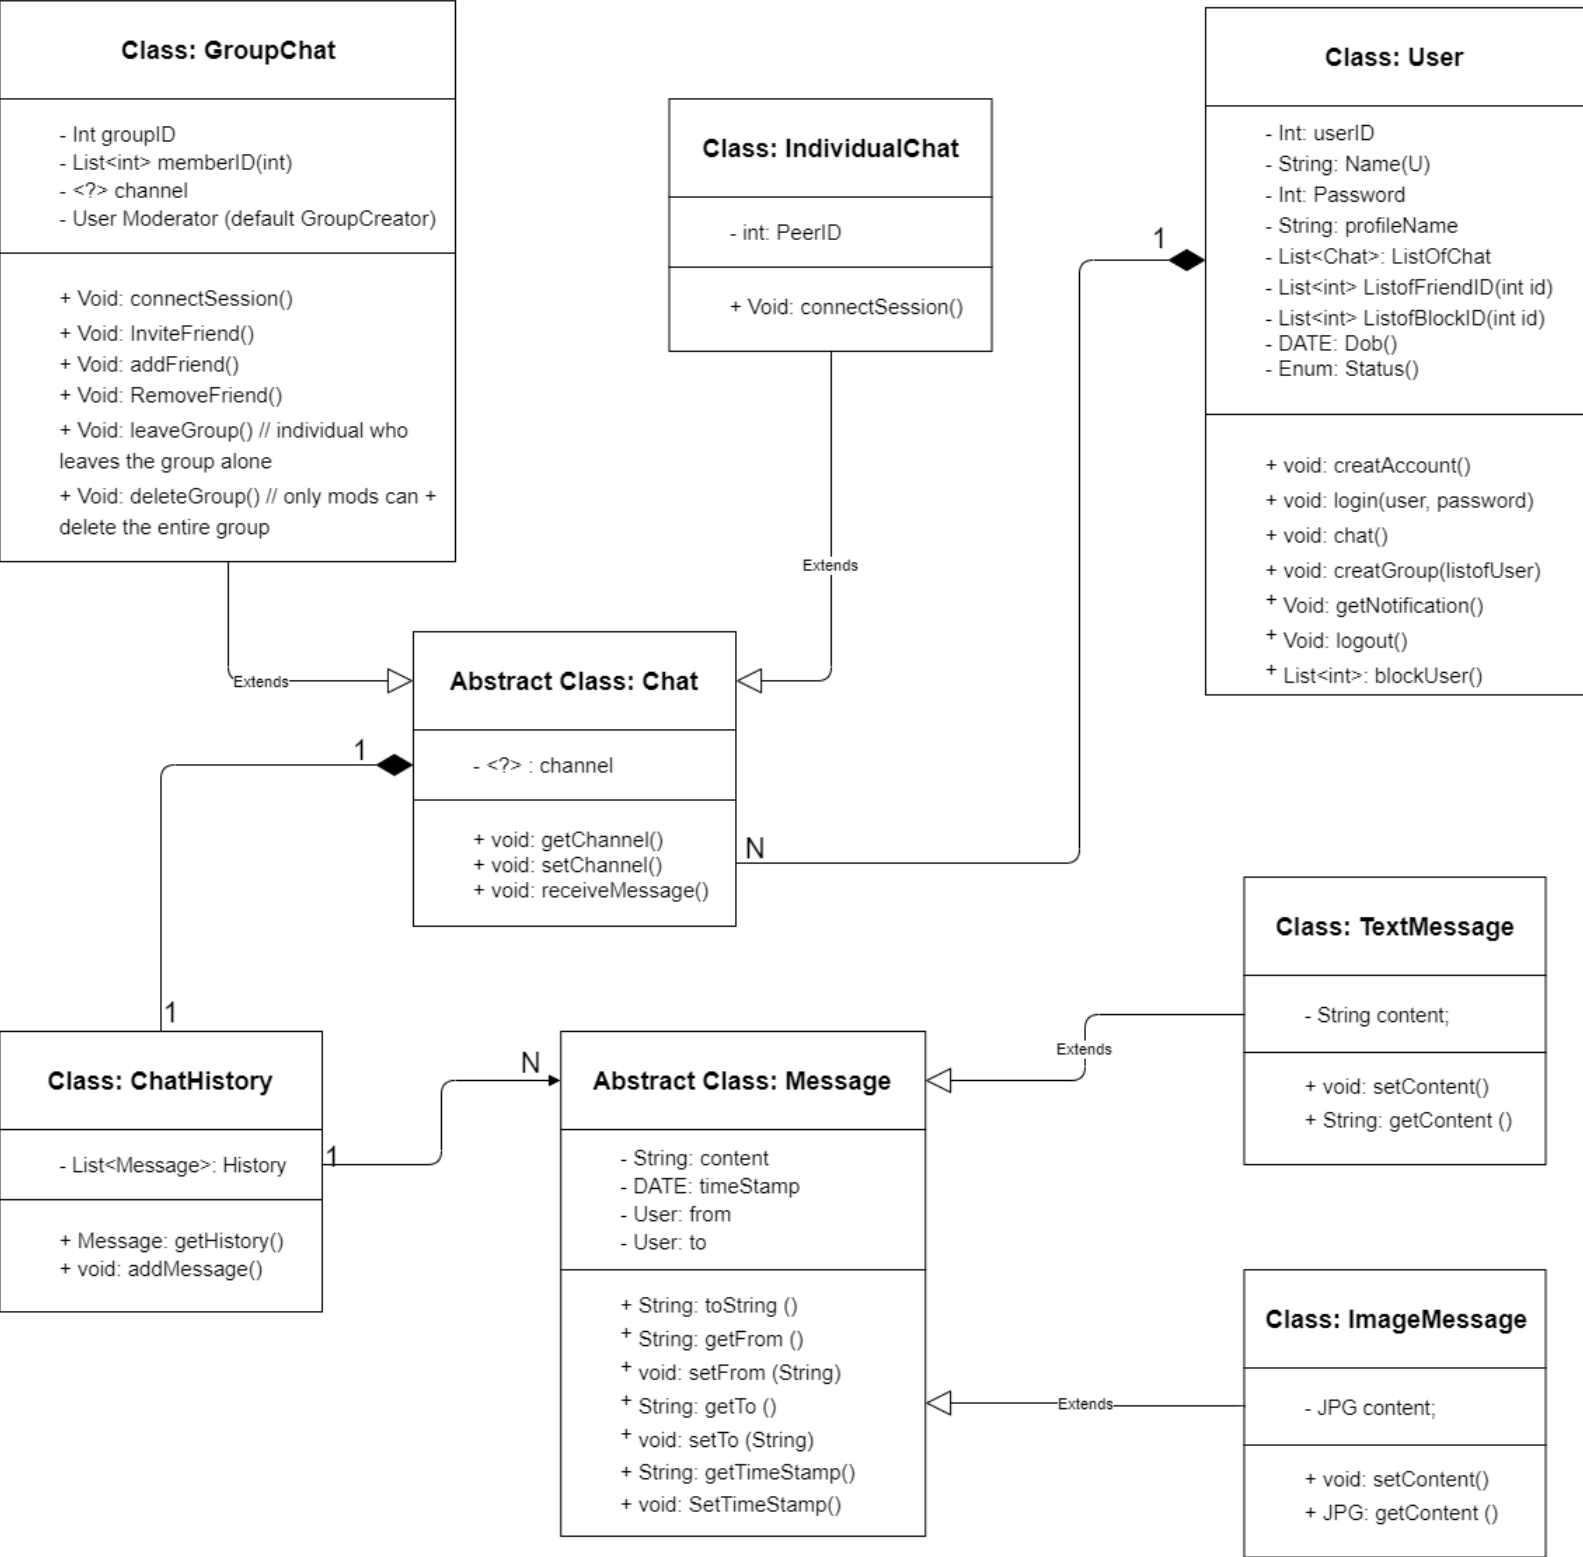 Class: GroupChat
- Int groupID
- List<int> memberID(int)
- <?> channel
- User Moderator (default GroupCreator)
+ Void: connectSession()
+ Void: InviteFriend()
+ Void: addFriend()
+ Void: RemoveFriend()
+ Void: leaveGroup() // individual who
leaves the group alone
+ Void: deleteGroup() // only mods can +
delete the entire group
Class: IndividualChat
- int: PeerID
+ Void: connectSession()
Class: User
- Int: userID
- String: Name(U)
- Int: Password
- String: profileName
- List<Chat>: ListOfChat
- List<int> ListofFriendID(int id)
- List<int> ListofBlockID(int id)
- DATE: Dob()
- Enum: Status()
+ void: creatAccount()
+ void: login(user, password)
+ void: chat()
+ void: creatGroup(listofUser)
+ Void: getNotification()
+ Void: logout()
+ List<int>: blockUser()
1
Extends
Extends
Abstract Class: Chat
- <?> : channel
+ void: getChannel()
+ void: setChannel()
+ void: receiveMessage()
1
N
1
Class: ChatHistory
- List<Message>: History
+ Message: getHistory()
+ void: addMessage()
1
N
Abstract Class: Message
- String: content
- DATE: timeStamp
- User: from
- User: to
+ String: toString ()
+ String: getFrom ()
+ void: setFrom (String)
+ String: getTo ()
+ void: setTo (String)
+ String: getTimeStamp()
+ void: SetTimeStamp()
Extends
Class: TextMessage
- String content;
+ void: setContent()
+ String: getContent ()
Extends
Class: ImageMessage
- JPG content;
+ void: setContent()
+ JPG: getContent ()